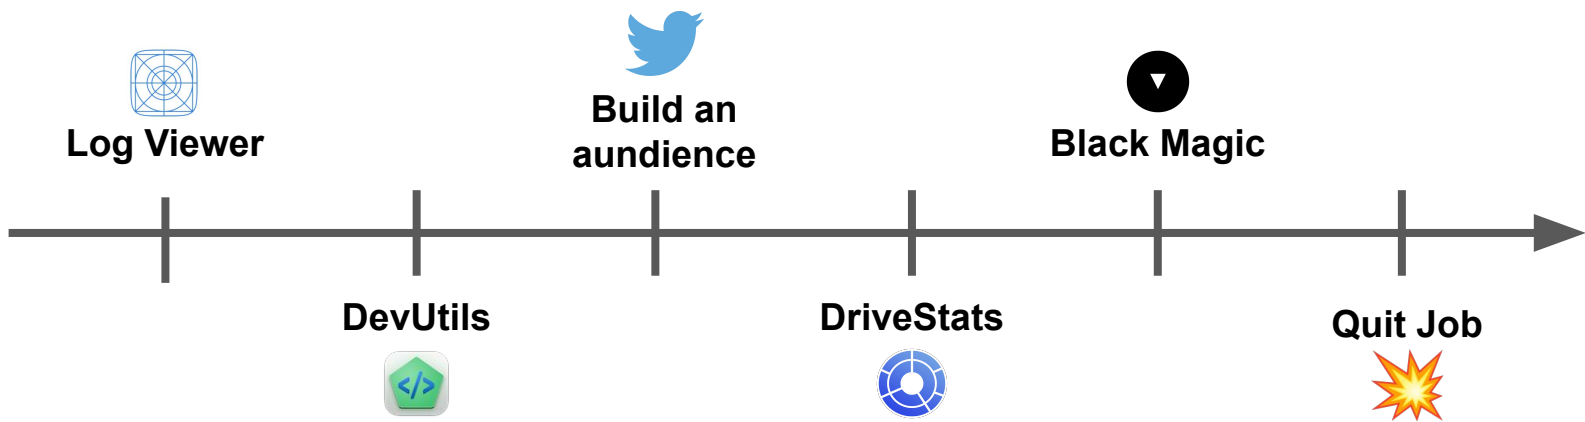 Log Viewer
DevUtils
</>
Build an
aundience
DriveStats
Black Magic
Quit Job